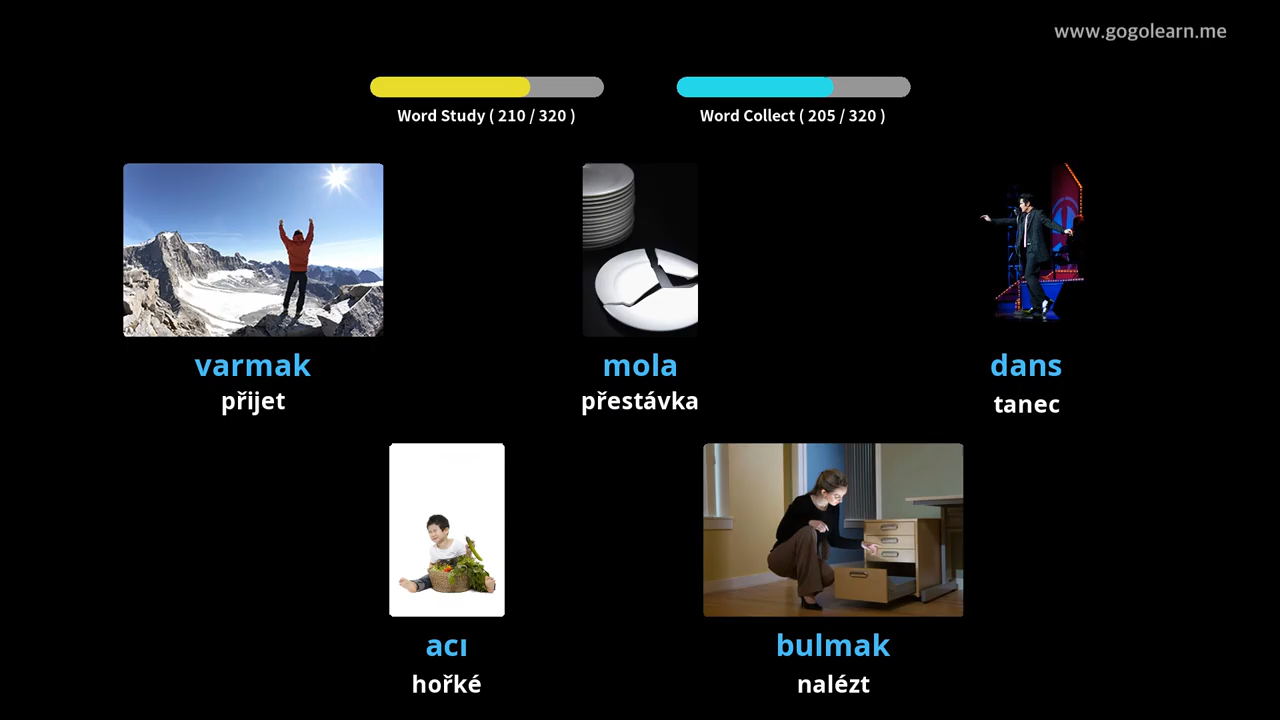 www.gogolearn.me
Word Study ( 210 / 320 )
Word Collect ( 205 / 320 )
varmak
přijet
mola
přestávka
dans
tanec
acı
hořké
bulmak
nalézt